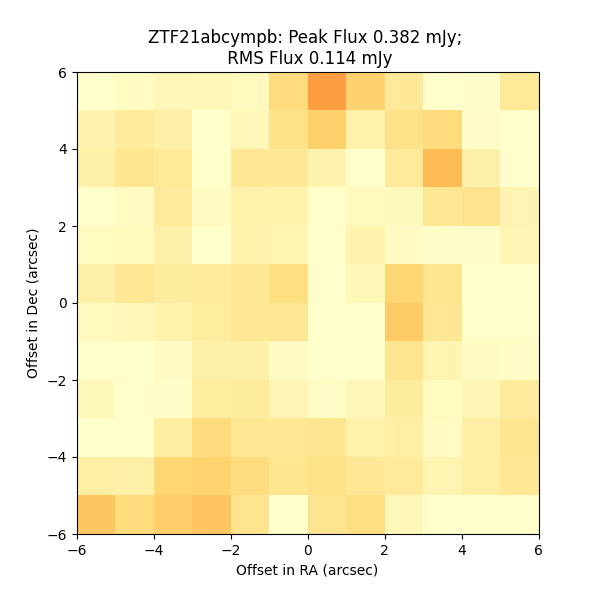 ZTF21abcympb: Peak Flux 0.382 mJy;
RMS Flux 0.114 mJy
6
4
2
0
−2
−4
−6
Offset in Dec (arcsec)
−6 −4 −2 0 2 4 6
Offset in RA (arcsec)